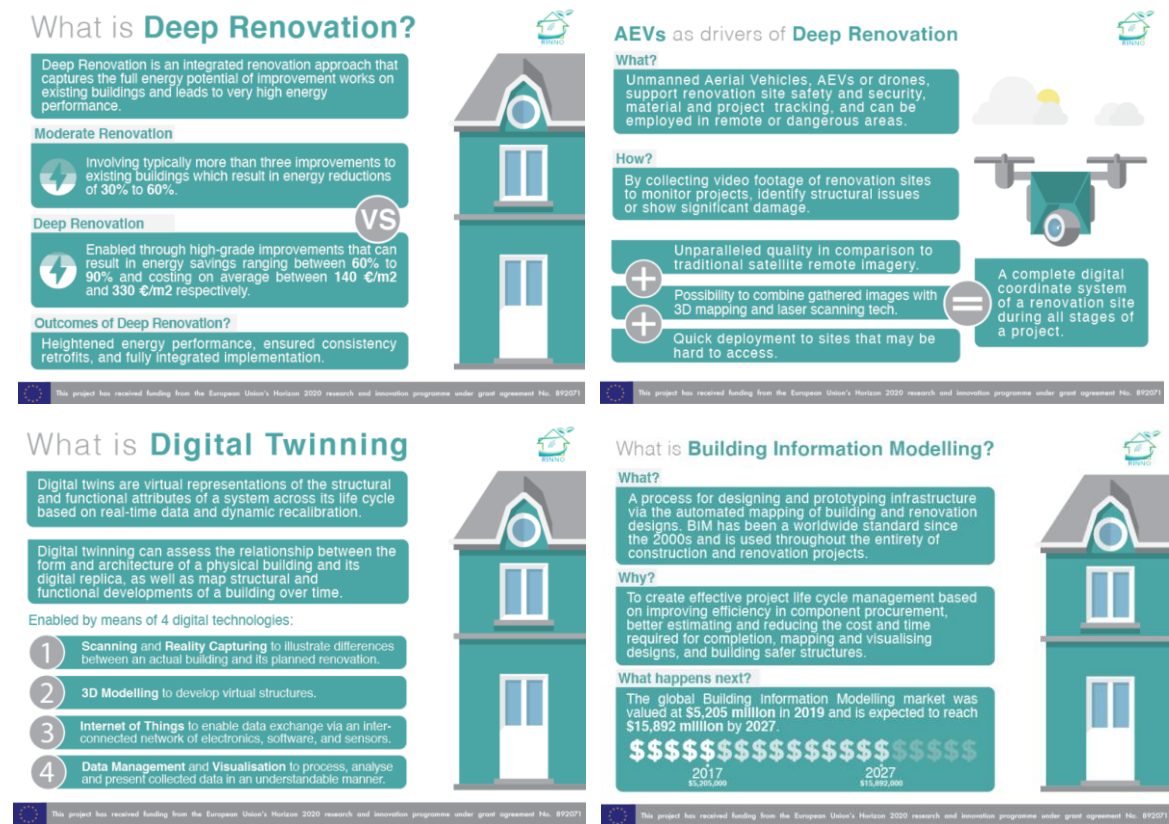 What is Deep Renovation?
RINNO
Deep Renovation is an integrated renovation approach that
captures the full energy potential of improvement works on
existing buildings and leads to very high energy
performance.
Moderate Renovation
Involving typically more than three improvements to
existing buildings which result in energy reductions
of 30% to 60%.
VS
Deep Renovation
Enabled through high-grade improvements that can
result in energy savings ranging between 60% to
90% and costing on average between 140 €/m2
and 330 €/m2 respectively.
Outcomes of Deep Renovation?
Heightened energy performance, ensured consistency
retrofits, and fully integrated implementation.
This project has received funding from the European Union's Horizon 2020 research and innovation programme under grant agreement No. 892071
AEVs as drivers of Deep Renovation
RINNO
What?
Unmanned Aerial Vehicles, AEVs or drones,
support renovation site safety and security,
material and project tracking, and can be
employed in remote or dangerous areas.
How?
By collecting video footage of renovation sites
to monitor projects, identify structural issues
or show significant damage.
Unparalleled quality in comparison to
traditional satellite remote imagery.
+
Possibility to combine gathered images with
3D mapping and laser scanning tech.
+
Quick deployment to sites that may be
hard to access.
=
A complete digital
coordinate system
of a renovation site
during all stages of
a project.
This project has received funding from the European Union's Horizon 2020 research and innovation programme under grant agreement No. 892071
What is Digital Twinning
RINNO
Digital twins are virtual representations of the structural
and functional attributes of a system across its life cycle
based on real-time data and dynamic recalibration.
Digital twinning can assess the relationship between the
form and architecture of a physical building and its
digital replica, as well as map structural and
functional developments of a building over time.
Enabled by means of 4 digital technologies:
1 Scanning and Reality Capturing to illustrate differences
between an actual building and its planned renovation.
2 3D Modelling to develop virtual structures.
3 Internet of Things to enable data exchange via an inter-
connected network of electronics, software, and sensors.
4 Data Management and Visualisation to process, analyse
and present collected data in an understandable manner.
This project has received funding from the European Union's Horizon 2020 research and innovation programme under grant agreement No. 892071
What is Building Information Modelling?
RINNO
What?
A process for designing and prototyping infrastructure
via the automated mapping of building and renovation
designs. BIM has been a worldwide standard since
the 2000s and is used throughout the entirety of
construction and renovation projects.
Why?
To create effective project life cycle management based
on improving efficiency in component procurement,
better estimating and reducing the cost and time
required for completion, mapping and visualising
designs, and building safer structures.
What happens next?
The global Building Information Modelling market was
valued at $5,205 million in 2019 and is expected to reach
$15,892 million by 2027.
$$$$$$$$$$$$$$$$$$$$
2017 2027
$5,205,000 $15,892,000
This project has received funding from the European Union's Horizon 2020 research and innovation programme under grant agreement No. 892071